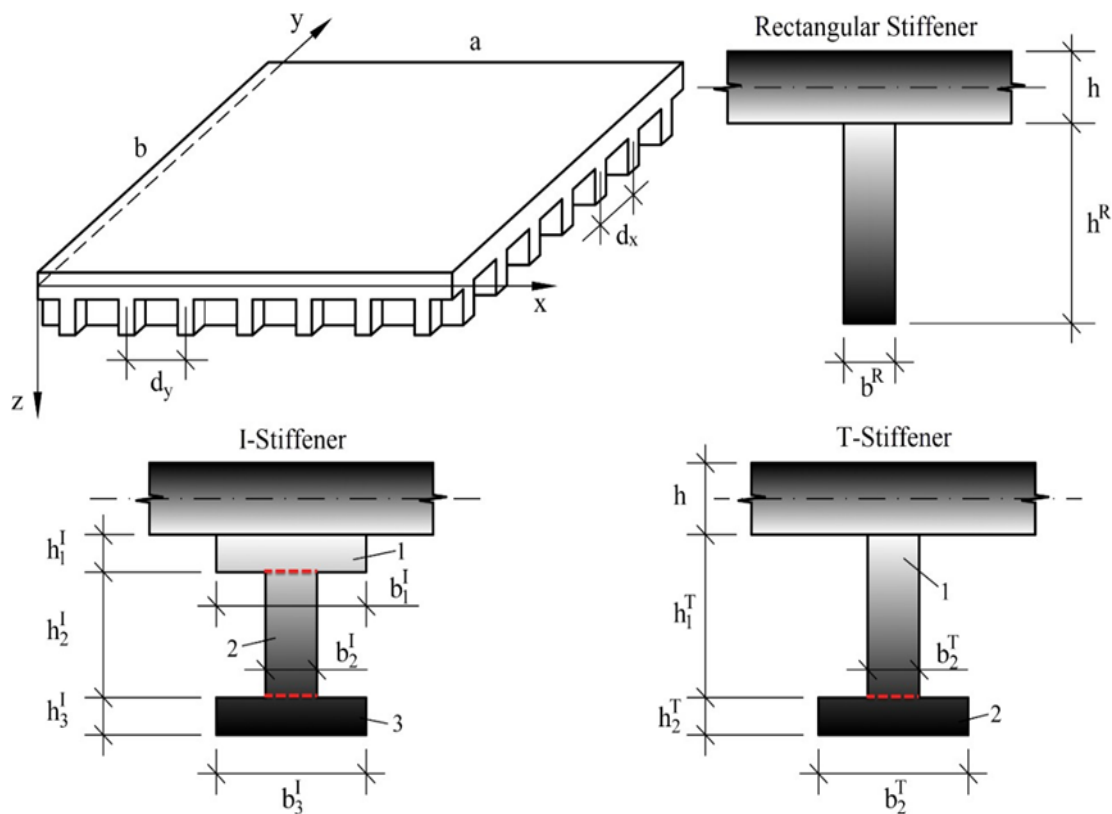 y
a
b
d_x
x
d_y
z
Rectangular Stiffener
h
h^R
b^R
I-Stiffener
h_1^I
1
b_1^I
h_2^I
2
b_2^I
h_3^I
3
b_3^I
T-Stiffener
h
1
h_1^T
b_2^T
h_2^T
2
b_2^T